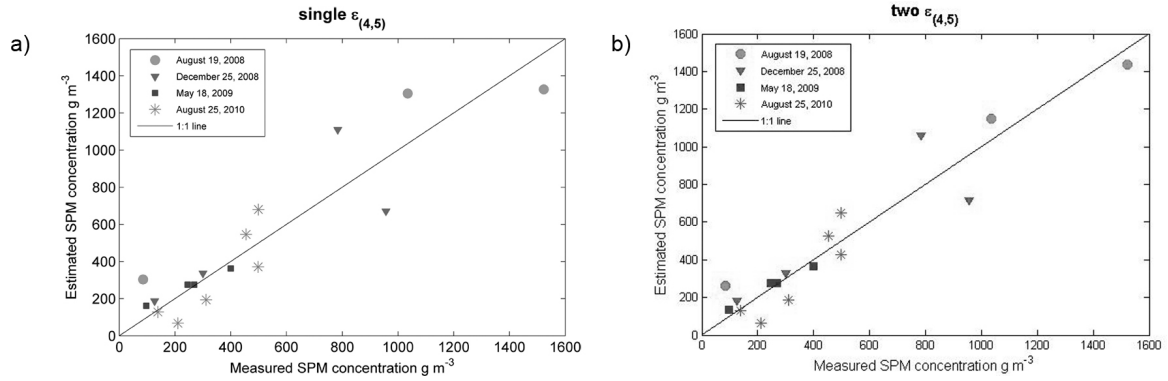 single ε(4,5)
a)
August 19, 2008
December 25, 2008
May 18, 2009
August 25, 2010
1:1 line
Estimated SPM concentration g m-3
1600
1400
1200
1000
800
600
400
200
0
0 200 400 600 800 1000 1200 1400 1600
Measured SPM concentration g m-3
two ε(4,5)
b)
August 19, 2008
December 25, 2008
May 18, 2009
August 25, 2010
1:1 line
Estimated SPM concentration g m-3
1600
1400
1200
1000
800
600
400
200
0
0 200 400 600 800 1000 1200 1400 1600
Measured SPM concentration g m-3